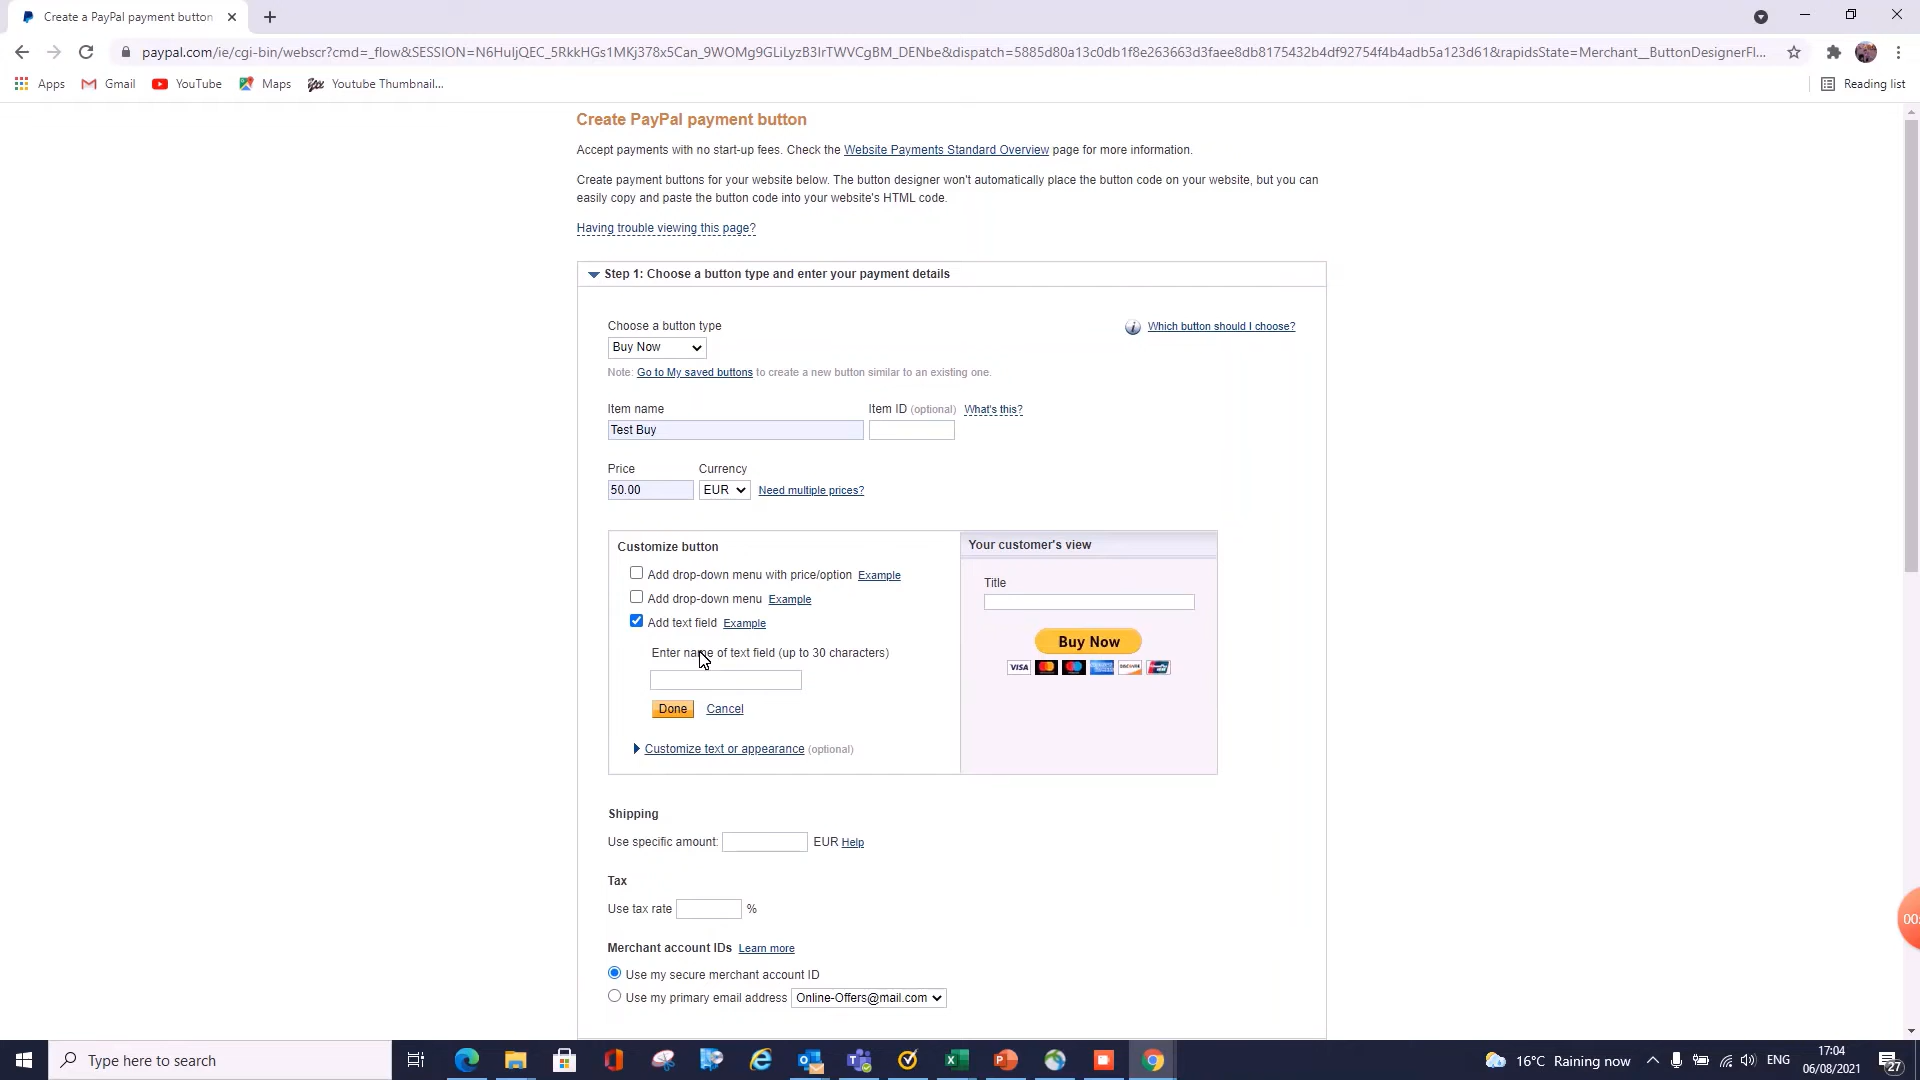 Create a PayPal payment button
paypal.com/ie/cgi-bin/webscr?cmd=_flow&SESSION=N6HuljQEC_5RkkHGs1MKj378x5Can_9WOMg9GLiLyzB3IrTWVCgBM_DENbe&dispatch=5885d80a13c0db1f8e263663d3faee8db8175432b4df92754f4b4adb5a123d61&rapidsState=Merchant__ButtonDesignerFl...
Apps Gmail YouTube Maps Youtube Thumbnail... Reading list
Create PayPal payment button
Accept payments with no start-up fees. Check the Website Payments Standard Overview page for more information.
Create payment buttons for your website below. The button designer won't automatically place the button code on your website, but you can
easily copy and paste the button code into your website's HTML code.
Having trouble viewing this page?
Step 1: Choose a button type and enter your payment details
Choose a button type
Which button should I choose?
Buy Now
Note: Go to My saved buttons to create a new button similar to an existing one.
Item name Item ID (optional) What's this?
Test Buy
Price Currency
50.00 EUR Need multiple prices?
Customize button
Add drop-down menu with price/option Example
Add drop-down menu Example
Add text field Example
Enter name of text field (up to 30 characters)
Done Cancel
Customize text or appearance (optional)
Your customer's view
Title
Buy Now
VISA
Shipping
Use specific amount: EUR Help
Tax
Use tax rate %
Merchant account IDs Learn more
Use my secure merchant account ID
Use my primary email address Online-Offers@mail.com
00:
Type here to search
16°C Raining now
ENG
17:04
06/08/2021
27